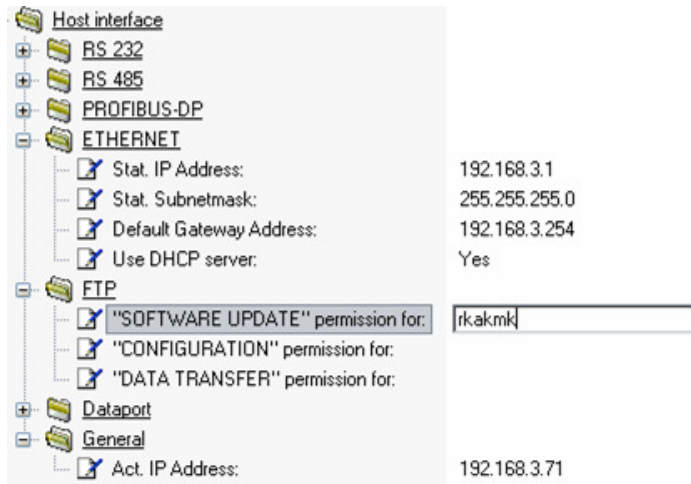 Host interface
RS 232
RS 485
PROFIBUS-DP
ETHERNET
Stat. IP Address: 192.168.3.1
Stat. Subnetmask: 255.255.255.0
Default Gateway Address: 192.168.3.254
Use DHCP server: Yes
FTP
"SOFTWARE UPDATE" permission for: rkakmk
"CONFIGURATION" permission for:
"DATA TRANSFER" permission for:
Dataport
General
Act. IP Address: 192.168.3.71